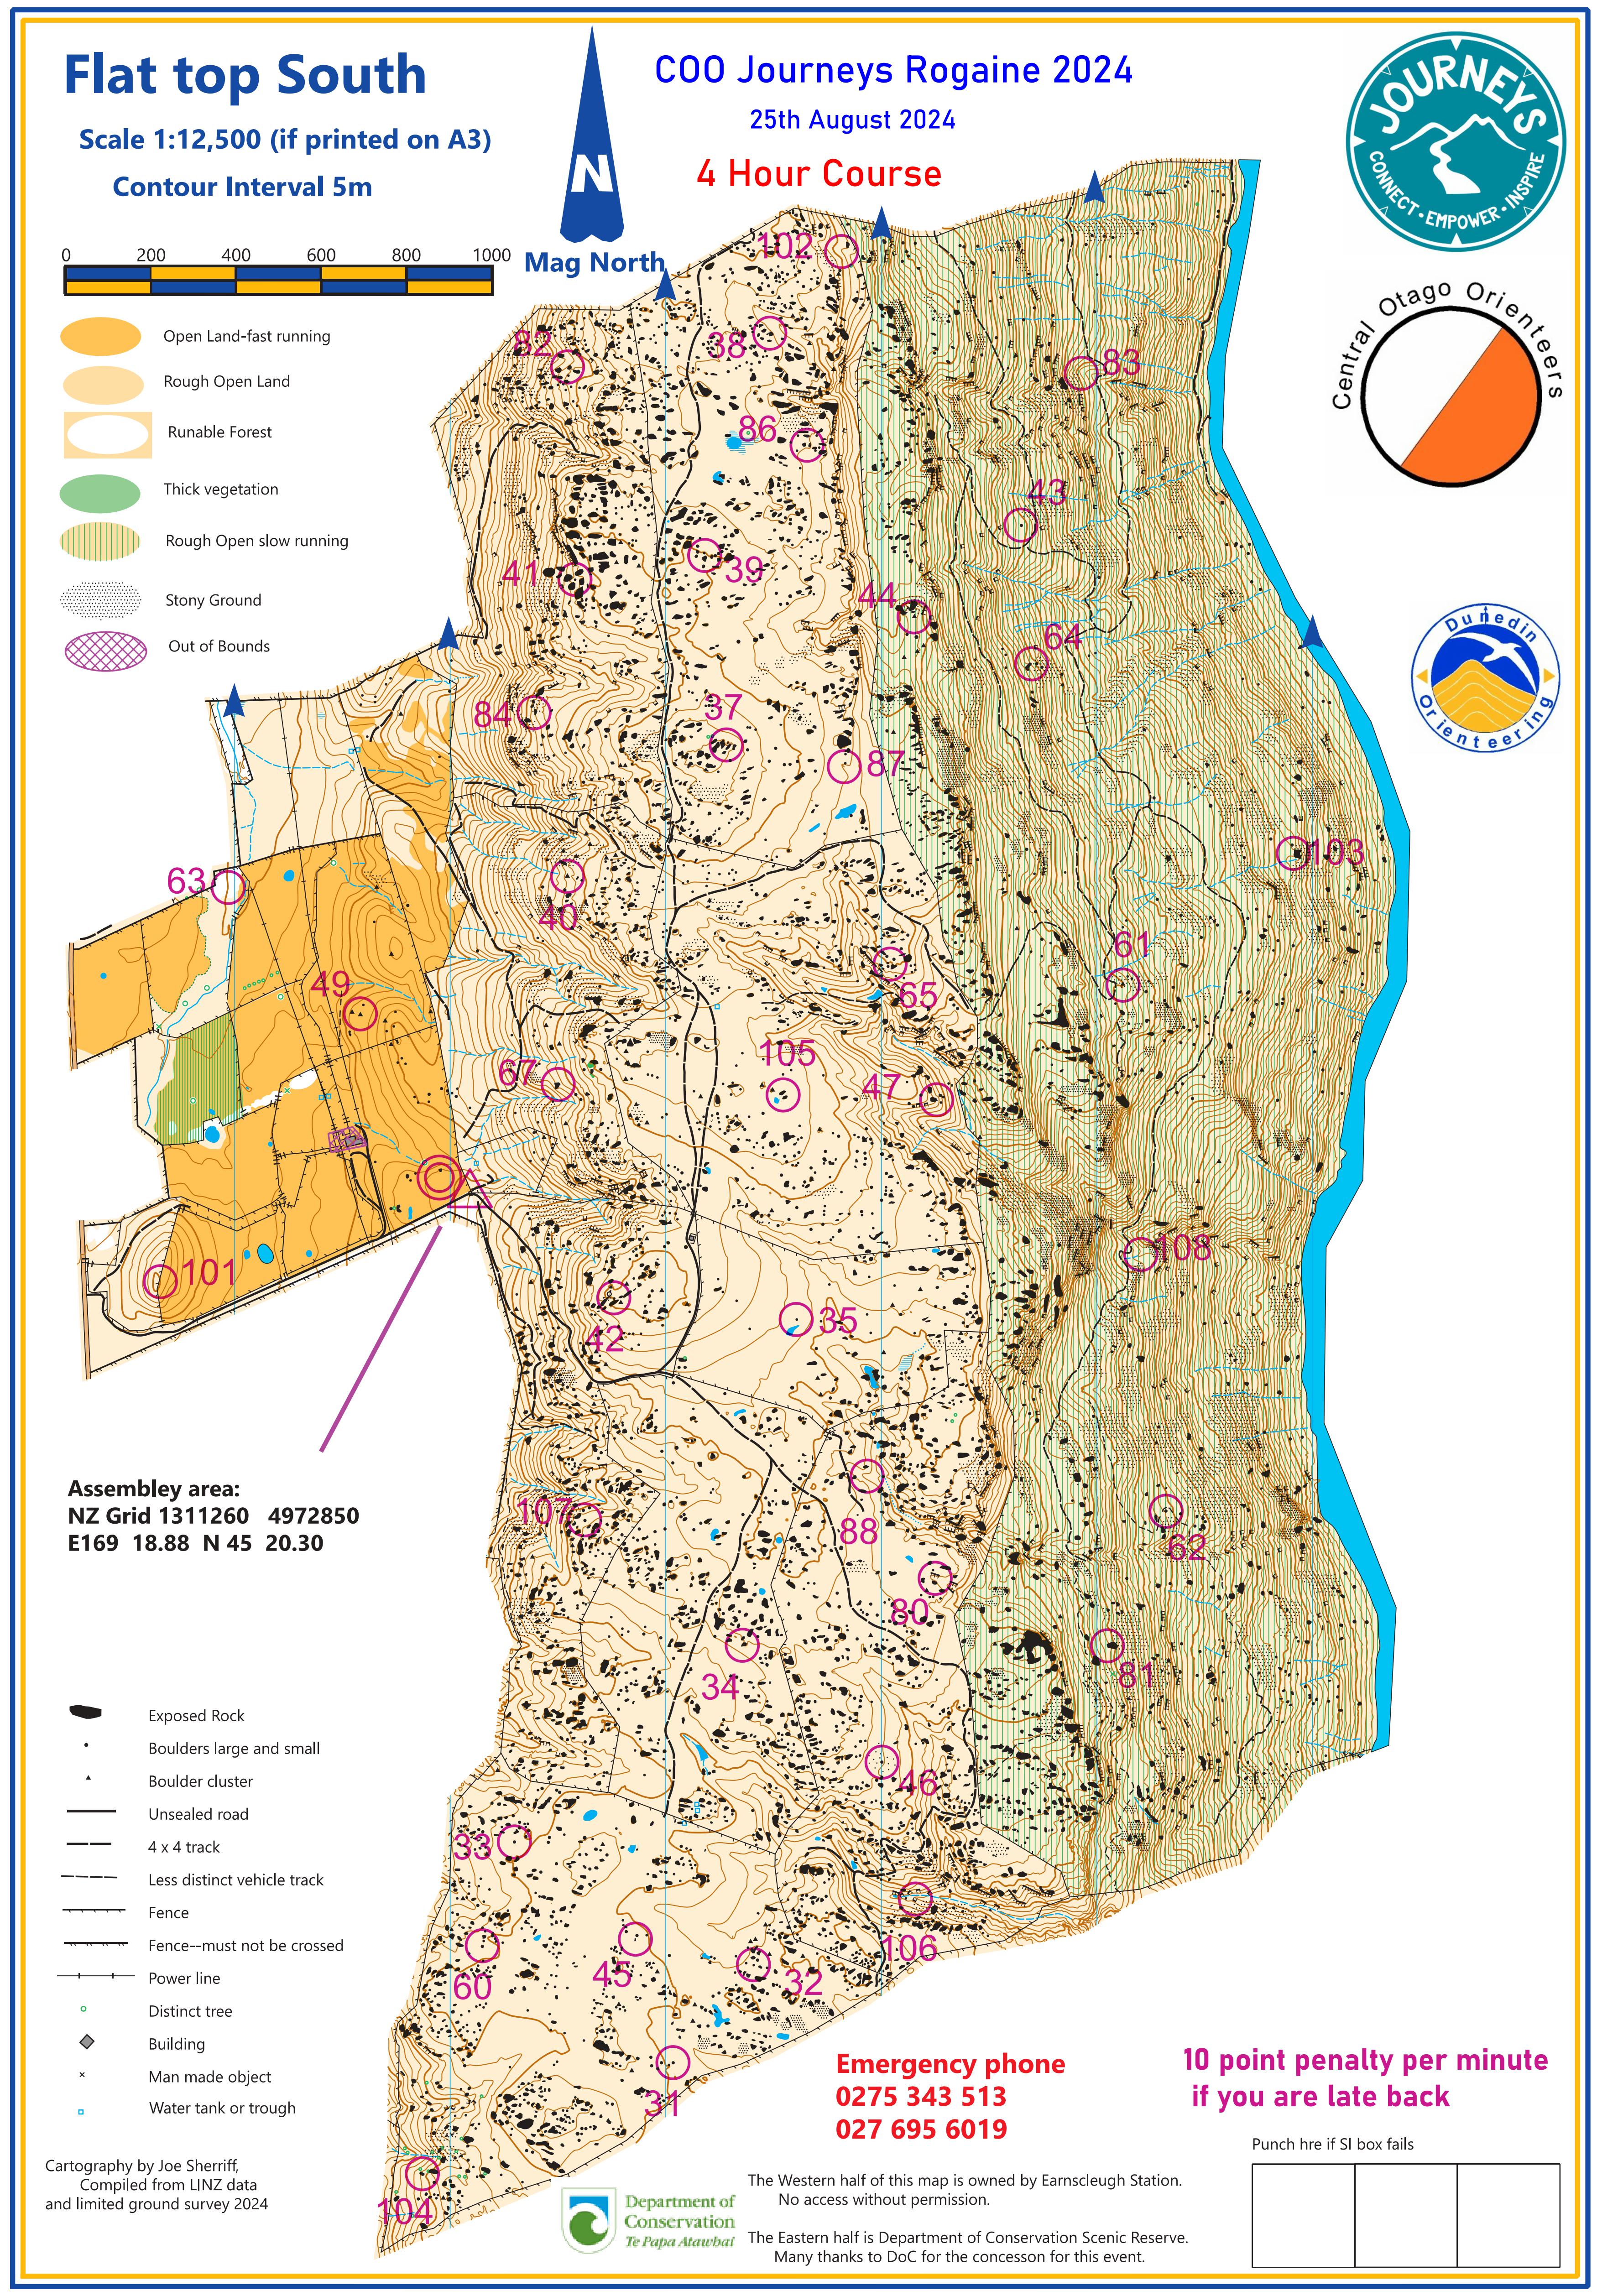 Flat top South
Scale 1:12,500 (if printed on A3)
Contour Interval 5m
0 200 400 600 800 1000
N
Mag North
COO Journeys Rogaine 2024
25th August 2024
4 Hour Course
JOURNEYS
CONNECT · EMPOWER · INSPIRE
Central Otago Orienteers
Dunedin
Orienteering
Open Land-fast running
Rough Open Land
Runable Forest
Thick vegetation
Rough Open slow running
Stony Ground
Out of Bounds
102
82
38
83
86
43
41
39
44
64
84
37
87
103
63
40
61
49
65
105
67
47
108
101
35
42
107
88
62
80
34
81
46
33
106
60
45
32
31
104
Assembley area:
NZ Grid 1311260 4972850
E169 18.88 N 45 20.30
Exposed Rock
Boulders large and small
Boulder cluster
Unsealed road
4 x 4 track
Less distinct vehicle track
Fence
Fence--must not be crossed
Power line
Distinct tree
Building
Man made object
Water tank or trough
Cartography by Joe Sherriff,
Compiled from LINZ data
and limited ground survey 2024
Emergency phone
0275 343 513
027 695 6019
10 point penalty per minute
if you are late back
Punch hre if SI box fails
Department of
Conservation
Te Papa Atawbai
The Western half of this map is owned by Earnscleugh Station.
No access without permission.
The Eastern half is Department of Conservation Scenic Reserve.
Many thanks to DoC for the concesson for this event.